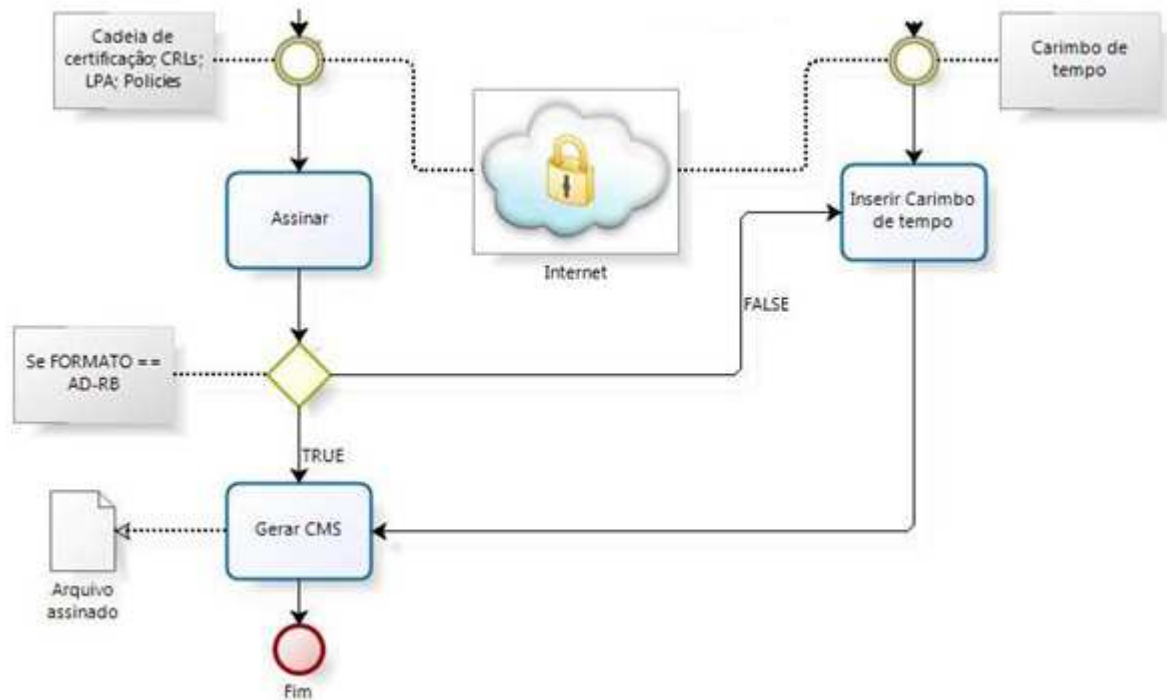 Cadeia de
certificação; CRLs;
LPA; Policies
Carimbo de
tempo
Assinar
Internet
Inserir Carimbo
de tempo
FALSE
Se FORMATO ==
AD-RB
TRUE
Gerar CMS
Arquivo
assinado
Fim